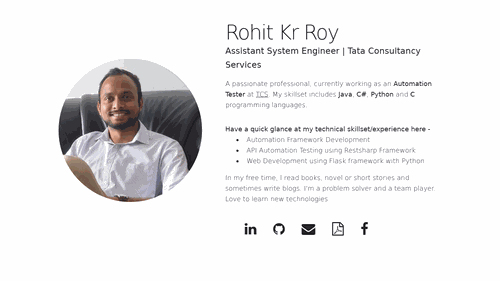 Rohit Kr Roy
Assistant System Engineer | Tata Consultancy
Services
A passionate professional, currently working as an Automation
Tester at TCS. My skillset includes Java, C#, Python and C
programming languages.
Have a quick glance at my technical skillset/experience here -
• Automation Framework Development
• API Automation Testing using Restsharp Framework
• Web Development using Flask framework with Python
In my free time, I read books, novel or short stories and
sometimes write blogs. I'm a problem solver and a team player.
Love to learn new technologies